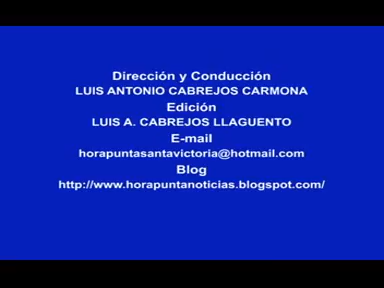 Dirección y Conducción
LUIS ANTONIO CABREJOS CARMONA
Edición
LUIS A. CABREJOS LLAGUENTO
E-mail
horapuntasantavictoria@hotmail.com
Blog
http://www.horapuntanoticias.blogspot.com/